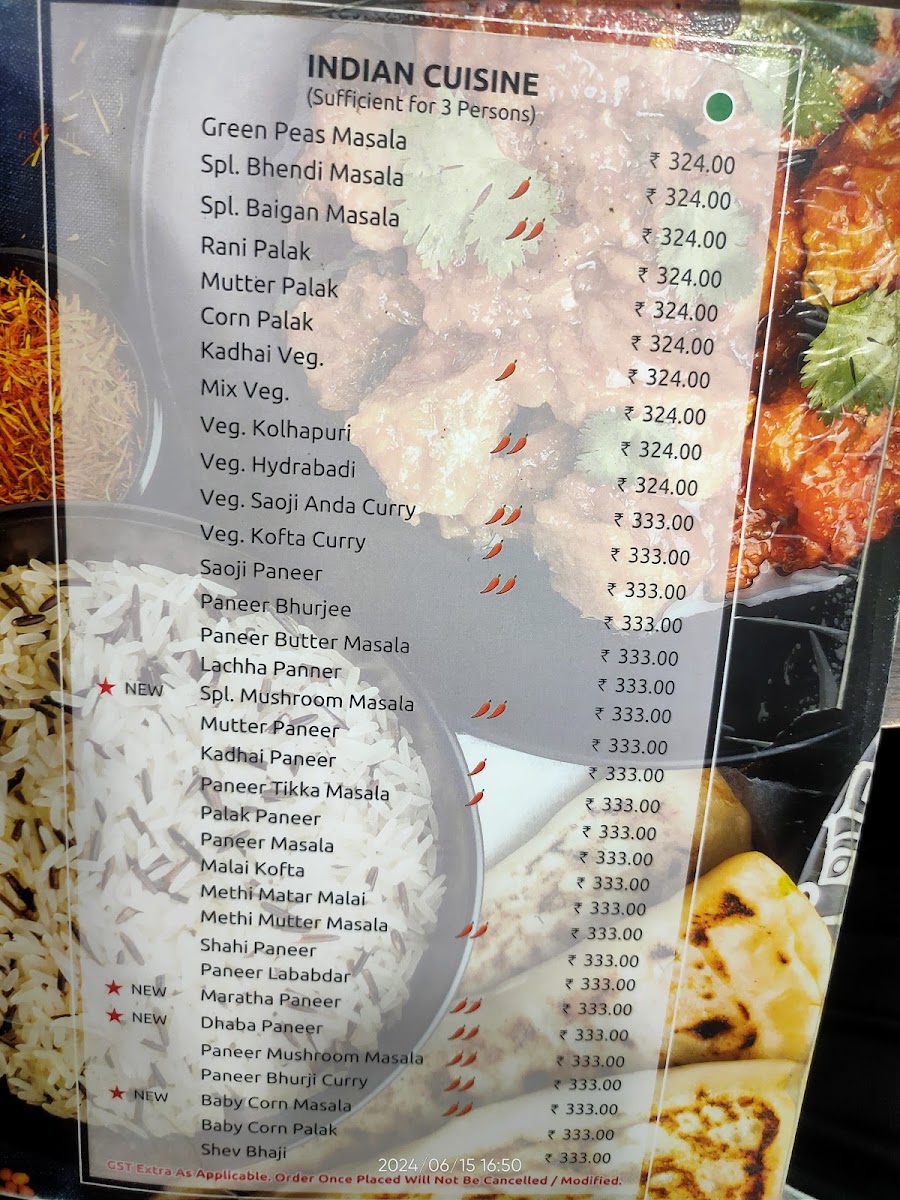 INDIAN CUISINE
(Sufficient for 3 Persons)
Green Peas Masala ₹ 324.00
Spl. Bhendi Masala ₹ 324.00
Spl. Baigan Masala ₹ 324.00
Rani Palak ₹ 324.00
Mutter Palak ₹ 324.00
Corn Palak ₹ 324.00
Kadhai Veg. ₹ 324.00
Mix Veg. ₹ 324.00
Veg. Kolhapuri ₹ 324.00
Veg. Hydrabadi ₹ 324.00
Veg. Saoji Anda Curry ₹ 333.00
Veg. Kofta Curry ₹ 333.00
Saoji Paneer ₹ 333.00
Paneer Bhurjee ₹ 333.00
Paneer Butter Masala ₹ 333.00
Lachha Panner ₹ 333.00
NEW Spl. Mushroom Masala ₹ 333.00
Mutter Paneer ₹ 333.00
Kadhai Paneer ₹ 333.00
Paneer Tikka Masala ₹ 333.00
Palak Paneer ₹ 333.00
Paneer Masala ₹ 333.00
Malai Kofta ₹ 333.00
Methi Matar Malai ₹ 333.00
Methi Mutter Masala ₹ 333.00
Shahi Paneer ₹ 333.00
Paneer Lababdar ₹ 333.00
NEW Maratha Paneer ₹ 333.00
NEW Dhaba Paneer ₹ 333.00
Paneer Mushroom Masala ₹ 333.00
Paneer Bhurji Curry ₹ 333.00
NEW Baby Corn Masala ₹ 333.00
Baby Corn Palak ₹ 333.00
Shev Bhaji ₹ 333.00
2024/06/15 16:50
GST Extra As Applicable. Order Once Placed Will Not Be Cancelled / Modified.